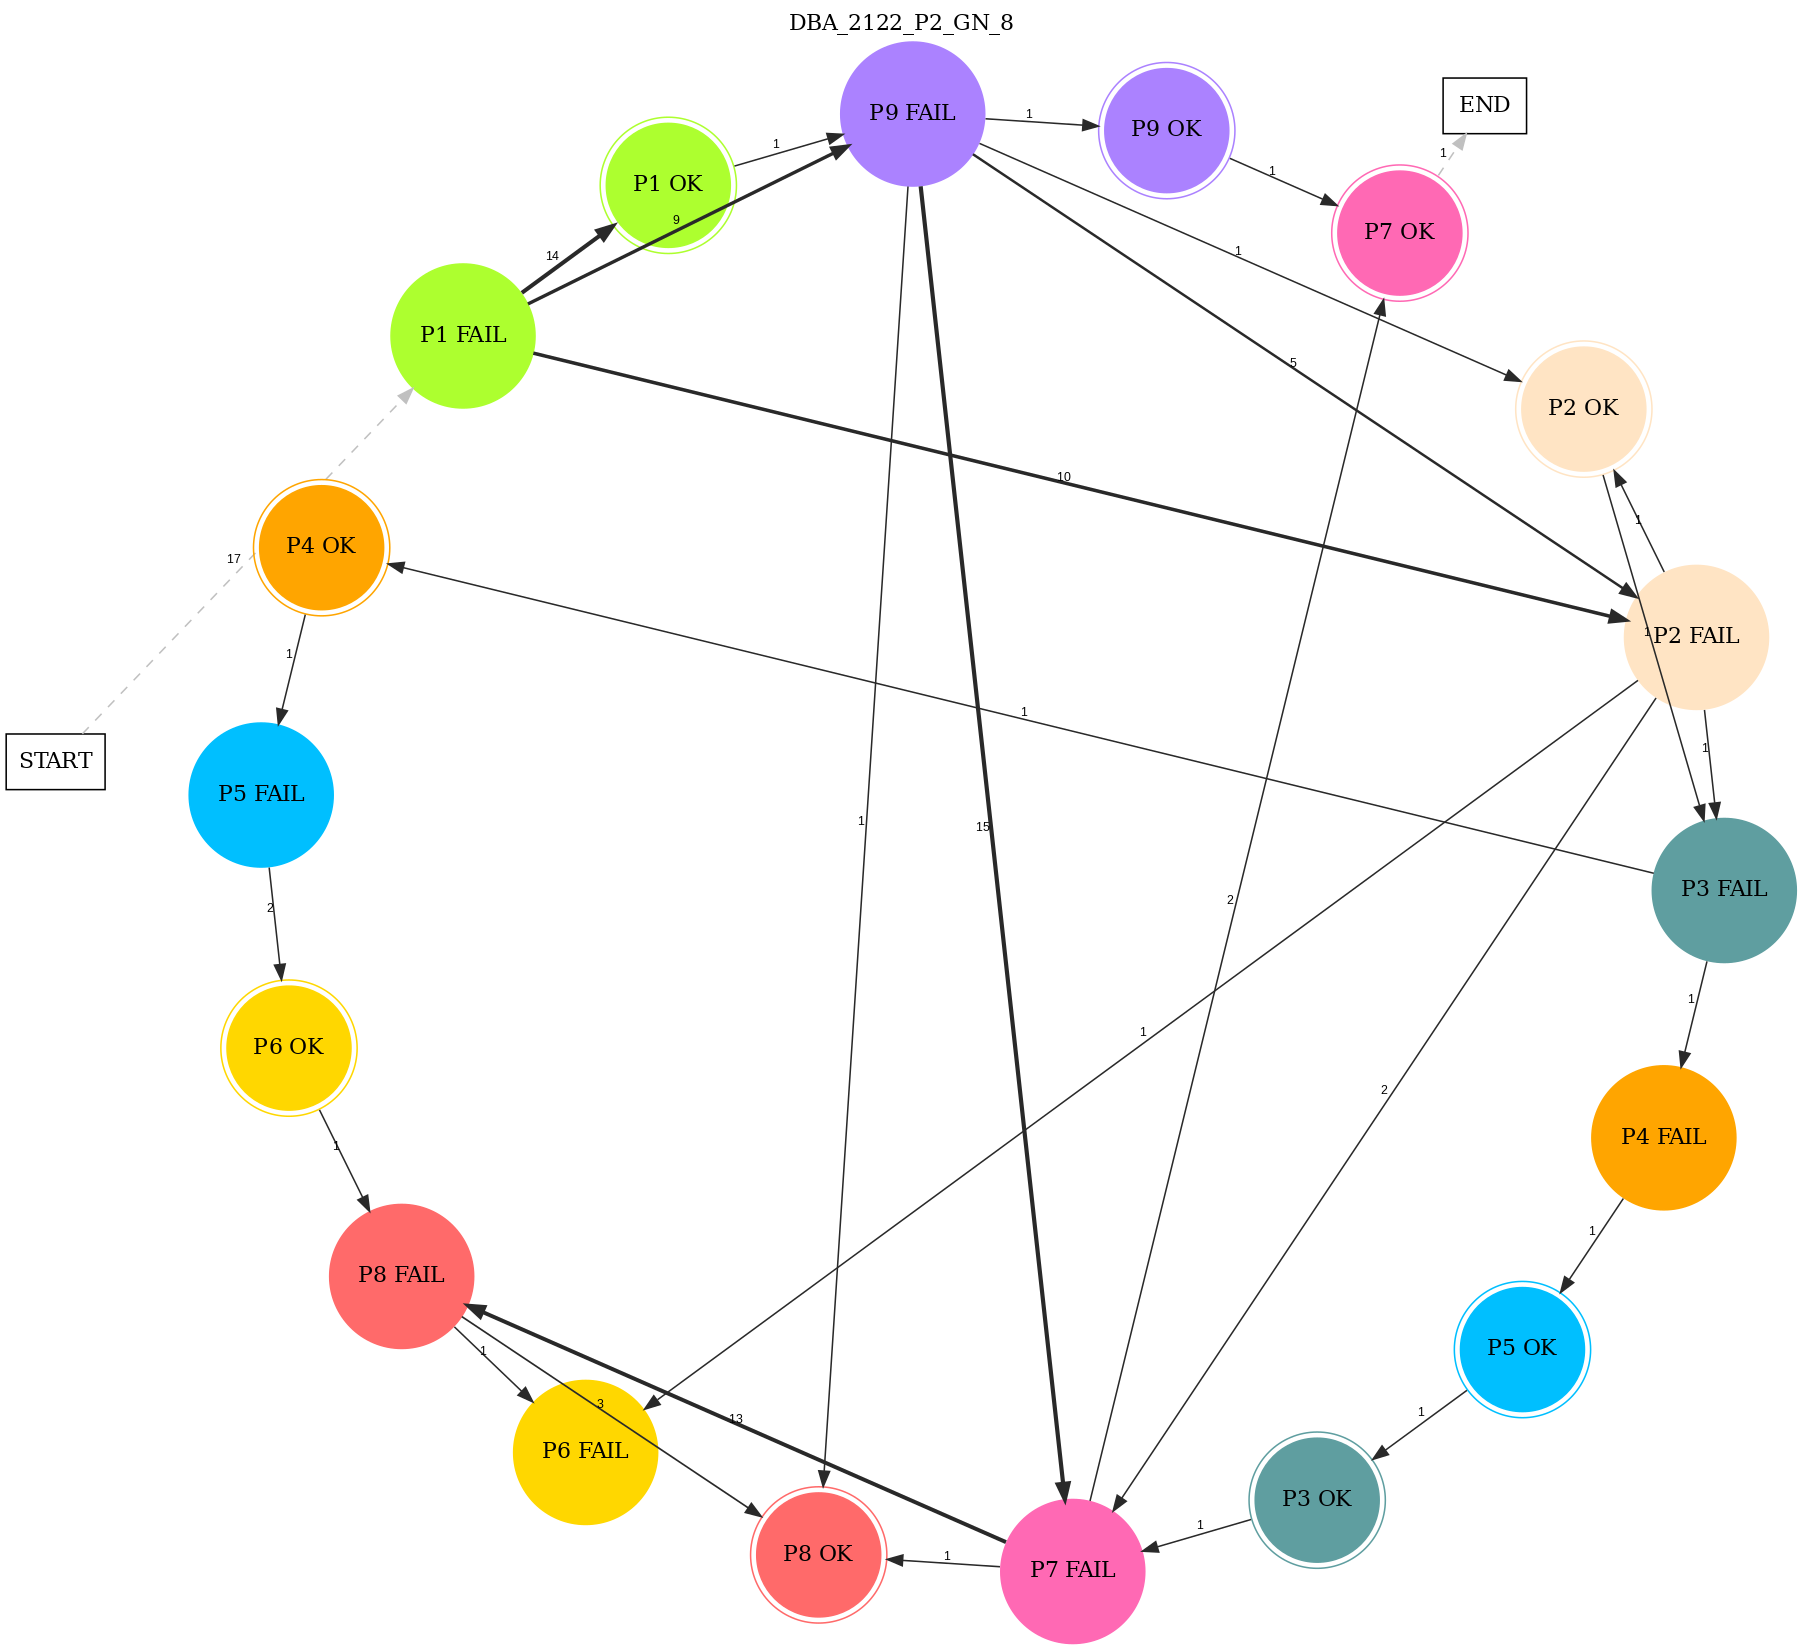 DBA_2122_P2_GN_8
P9 FAIL
END
1
P9 OK
1
1
P1 OK
1
1
P7 OK
9
1
14
P1 FAIL
5
P2 OK
10
1
P4 OK
17
1
P2 FAIL
1
1
1
START
P5 FAIL
1
15
P3 FAIL
2
2
1
P6 OK
1
2
P4 FAIL
1
1
P8 FAIL
P5 OK
1
3
1
13
P6 FAIL
P3 OK
1
P8 OK
1
P7 FAIL